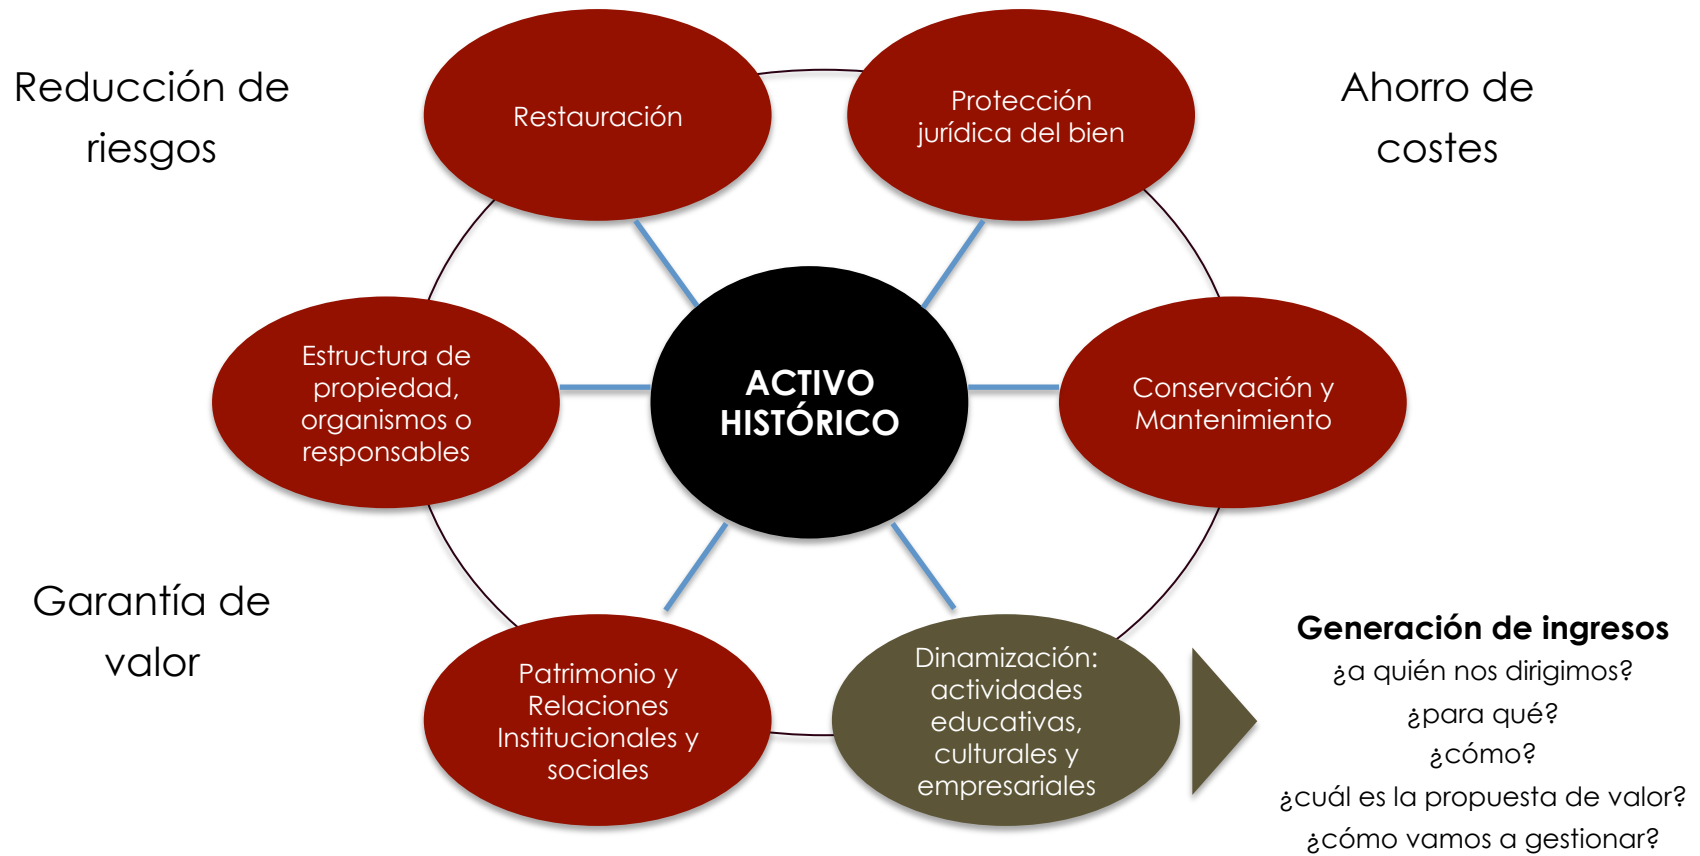 Reducción de
riesgos
Restauración
Protección
jurídica del bien
Ahorro de
costes
Estructura de
propiedad,
organismos o
responsables
ACTIVO
HISTÓRICO
Conservación y
Mantenimiento
Garantía de
valor
Patrimonio y
Relaciones
Institucionales y
sociales
Dinamización:
actividades
educativas,
culturales y
empresariales
Generación de ingresos
¿a quién nos dirigimos?
¿para qué?
¿cómo?
¿cuál es la propuesta de valor?
¿cómo vamos a gestionar?